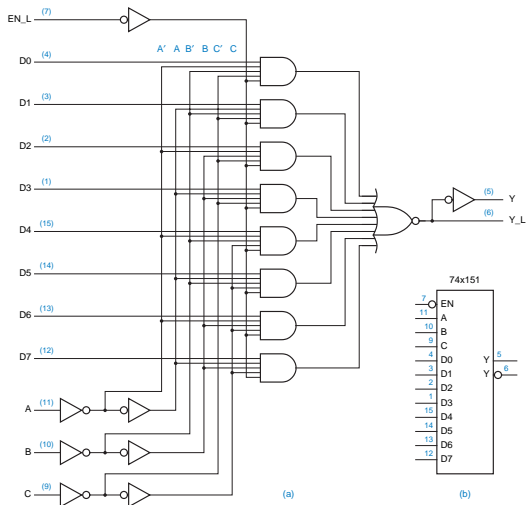 EN_L (7)
A′ A B′ B C′ C
D0 (4)
D1 (3)
D2 (2)
D3 (1)
D4 (15)
D5 (14)
D6 (13)
D7 (12)
A (11)
B (10)
C (9)
(5) Y
(6) Y_L
(a)
74x151
7 EN
11 A
10 B
9 C
4 D0
3 D1
2 D2
1 D3
15 D4
14 D5
13 D6
12 D7
Y 5
Y 6
(b)